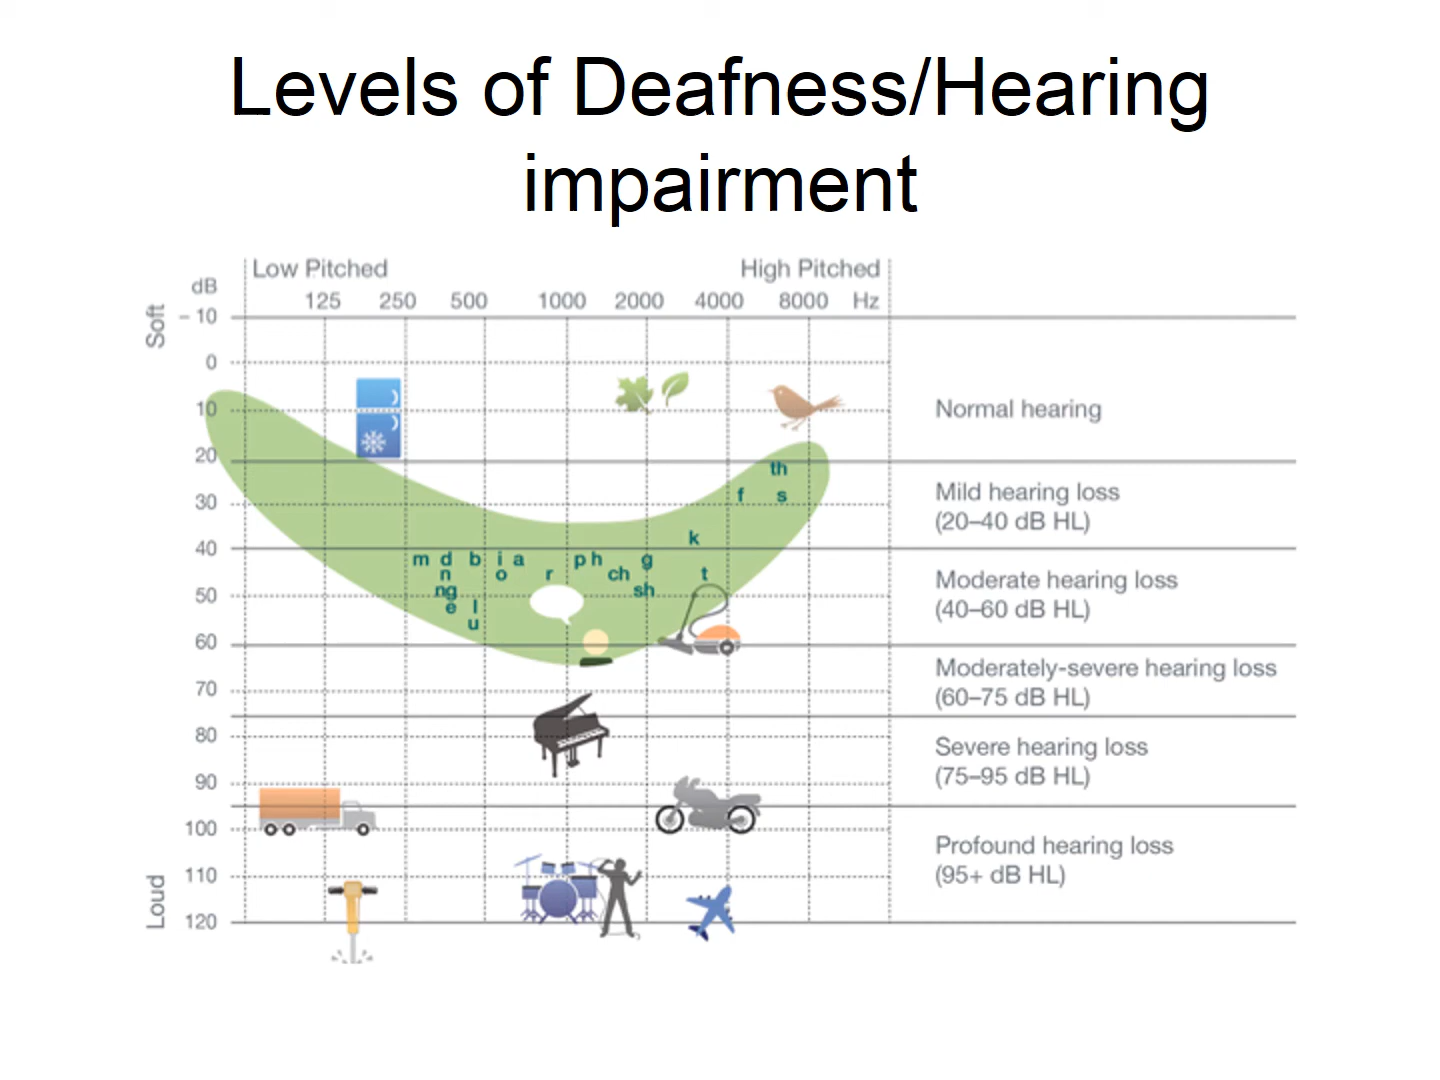 Levels of Deafness/Hearing
impairment
Low Pitched
High Pitched
dB
125 250 500 1000 2000 4000 8000 Hz
Soft
- 10
0
10
Normal hearing
20
th
f s
Mild hearing loss
(20–40 dB HL)
30
k
40
m d b i a p h g
n o r ch t
ng sh
e l
u
Moderate hearing loss
(40–60 dB HL)
50
60
Moderately-severe hearing loss
(60–75 dB HL)
70
80
Severe hearing loss
(75–95 dB HL)
90
100
Profound hearing loss
(95+ dB HL)
110
Loud
120